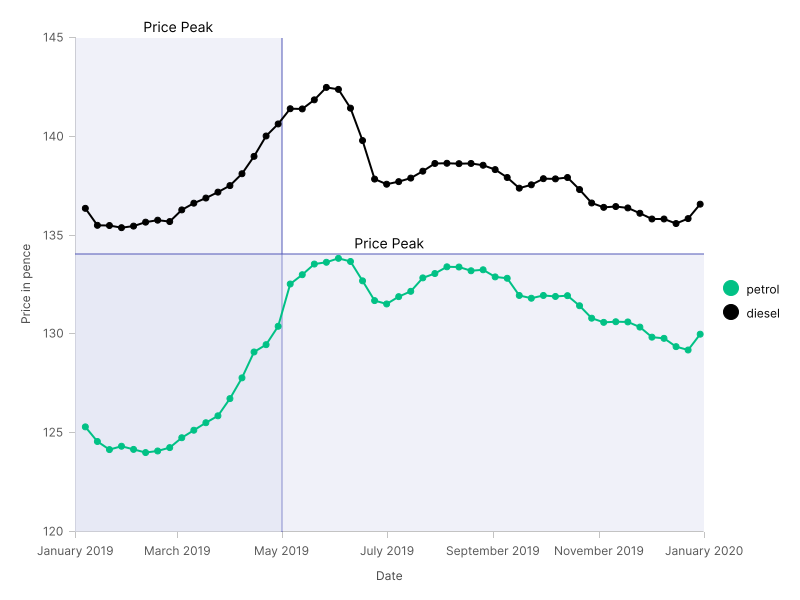 Price Peak
145
140
135
130
125
120
Price in pence
Price Peak
petrol
diesel
January 2019 March 2019 May 2019 July 2019 September 2019 November 2019 January 2020
Date